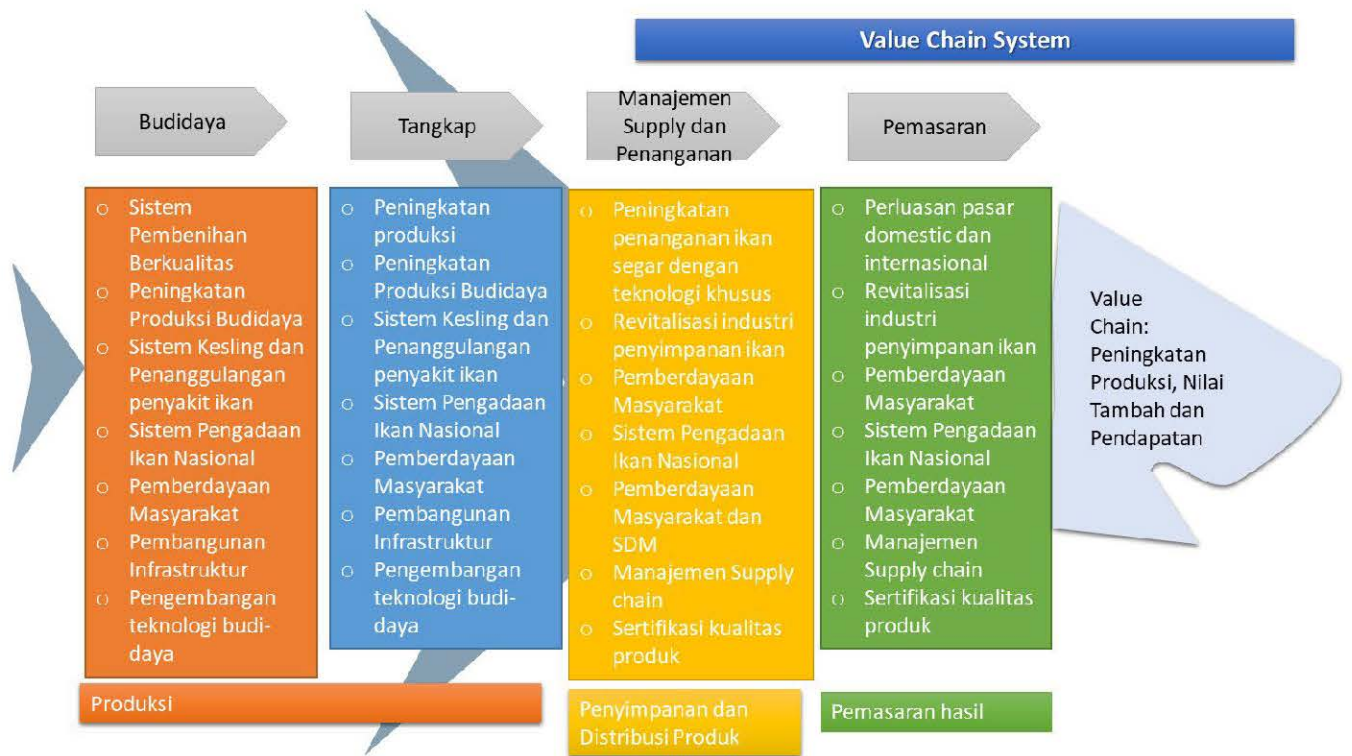 Value Chain System
Budidaya
Tangkap
Manajemen
Supply dan
Penanganan
Pemasaran
o Sistem
Pembenihan
Berkualitas
o Peningkatan
Produksi Budidaya
o Sistem Kesling dan
Penanggulangan
penyakit ikan
o Sistem Pengadaan
Ikan Nasional
o Pemberdayaan
Masyarakat
o Pembangunan
Infrastruktur
o Pengembangan
teknologi budi-
daya
o Peningkatan
produksi
o Peningkatan
Produksi Budidaya
o Sistem Kesling dan
Penanggulangan
penyakit ikan
o Sistem Pengadaan
Ikan Nasional
o Pemberdayaan
Masyarakat
o Pembangunan
Infrastruktur
o Pengembangan
teknologi budi-
daya
o Peningkatan
penanganan ikan
segar dengan
teknologi khusus
o Revitalisasi industri
penyimpanan ikan
o Pemberdayaan
Masyarakat
o Sistem Pengadaan
Ikan Nasional
o Pemberdayaan
Masyarakat dan
SDM
o Manajemen Supply
chain
o Sertifikasi kualitas
produk
o Perluasan pasar
domestic dan
internasional
o Revitalisasi
industri
penyimpanan ikan
o Pemberdayaan
Masyarakat
o Sistem Pengadaan
Ikan Nasional
o Pemberdayaan
Masyarakat
o Manajemen
Supply chain
o Sertifikasi kualitas
produk
Value
Chain:
Peningkatan
Produksi, Nilai
Tambah dan
Pendapatan
Produksi
Penyimpanan dan
Distribusi Produk
Pemasaran hasil